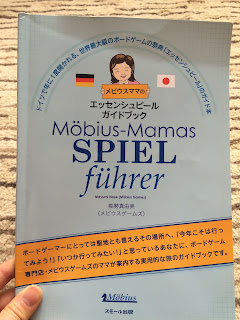 ドイツで年に1度開かれる、世界最大級のボードゲームの祭典「エッセンシュピール」のガイド本
メビウスママの
エッセンシュピール
ガイドブック
Möbius-Mamas
SPIEL
führer
能勢真由美
(メビウスゲームズ)
ボードゲーマーにとっては聖地とも言えるその場所へ、「今年こそは行っ
てみよう!」「いつか行ってみたい!」と思っているあなたに、ボードゲーム
専門店・メビウスゲームズのママが案内する実用的な旅のガイドブックです。
Möbius
スモール出版